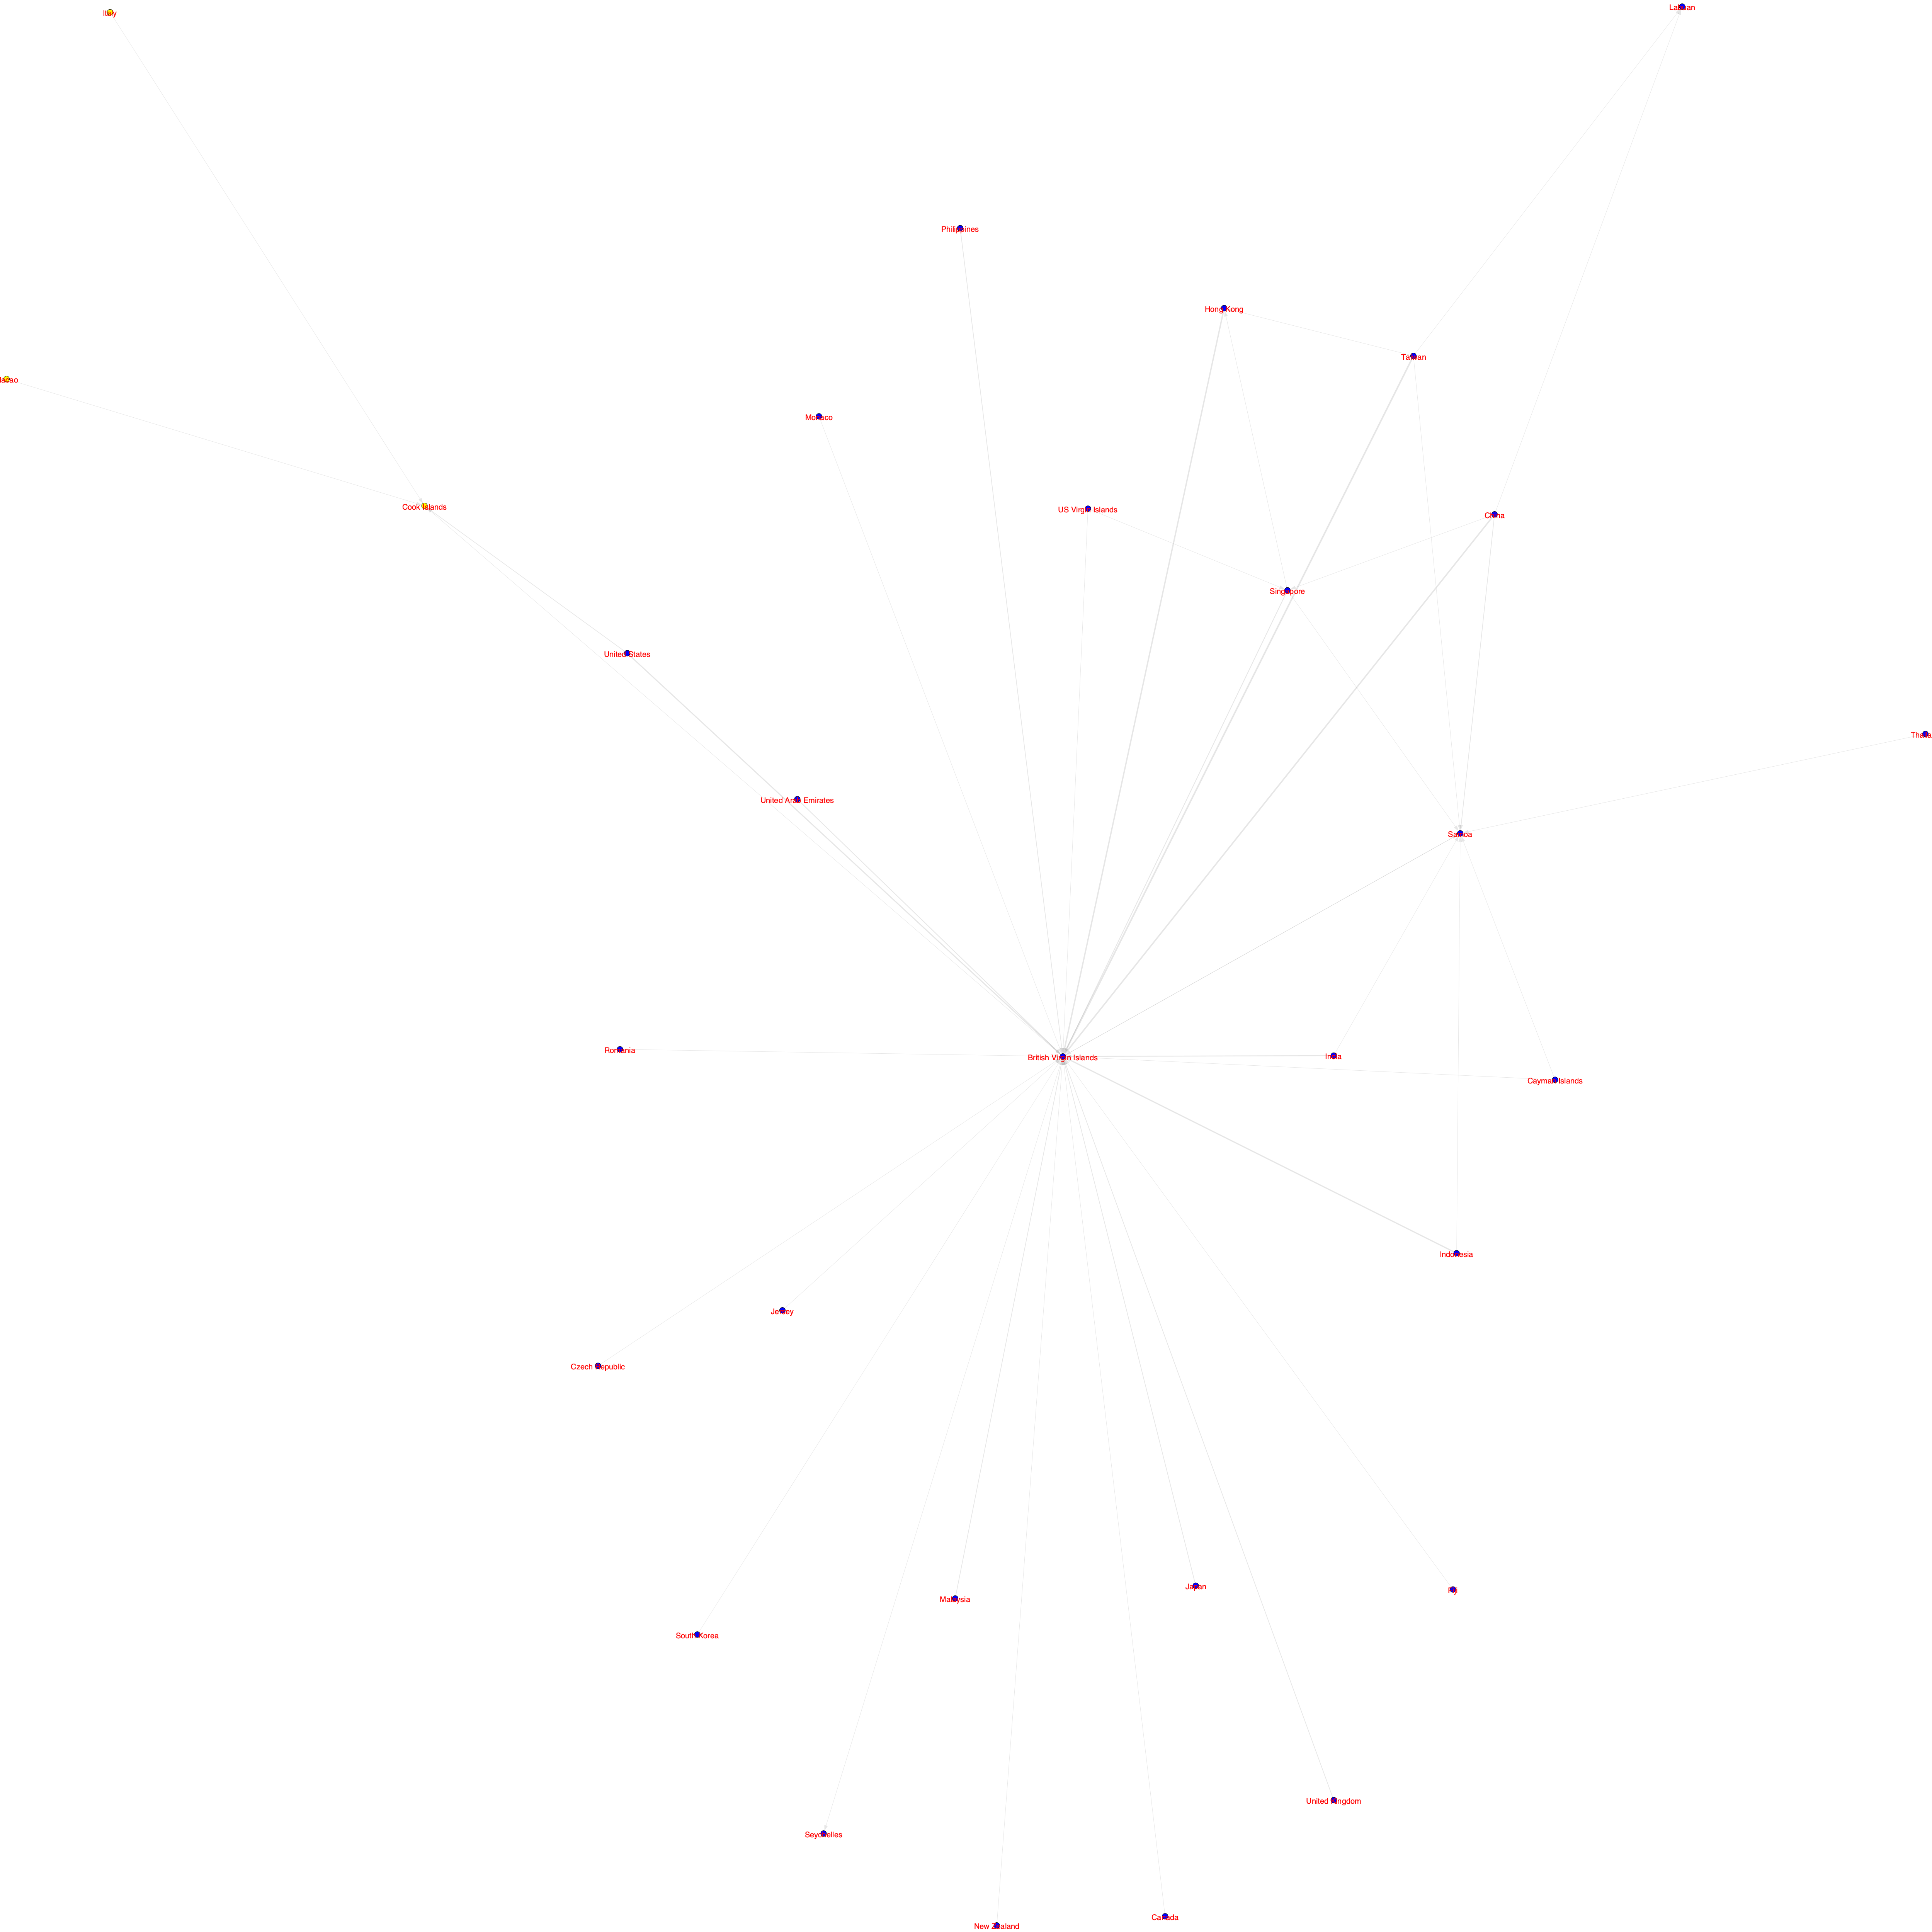 Labuan
Italy
Philippines
Hong Kong
Taiwan
Monaco
Cook Islands
US Virgin Islands
China
Singapore
United States
United Arab Emirates
Samoa
Romania
British Virgin Islands
India
Cayman Islands
Indonesia
Jersey
Czech Republic
Japan
Fiji
Malaysia
South Korea
United Kingdom
Seychelles
Canada
New Zealand